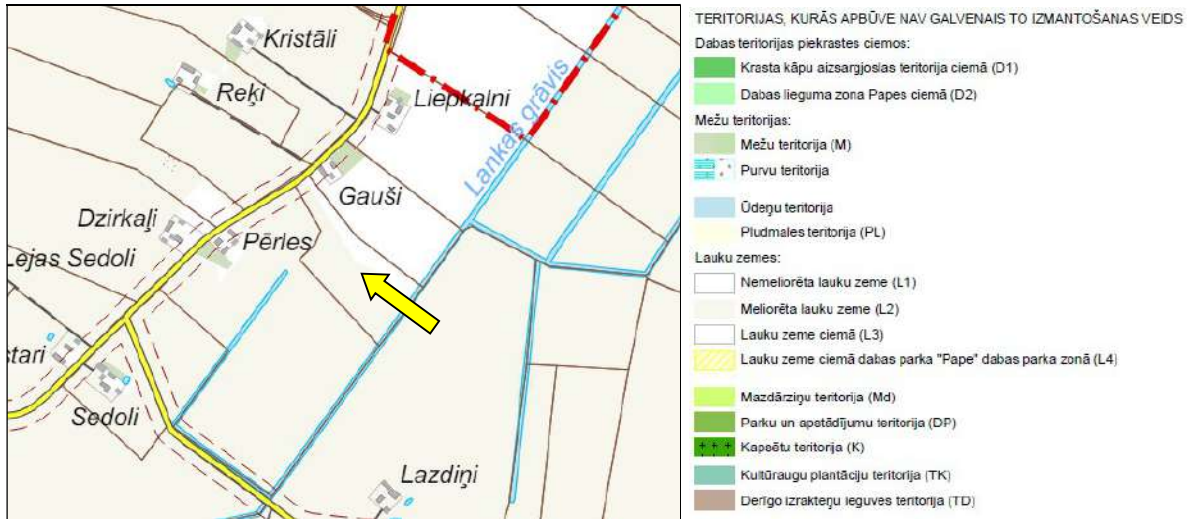 Kristāli
Reķi
Liepkalni
Lankas grāvis
Gauši
Dzirkaļi
Pērles
Lejas Sedoli
stari
Sedoli
Lazdiņi
TERITORIJAS, KURĀS APBŪVE NAV GALVENAIS TO IZMANTOŠANAS VEIDS
Dabas teritorijas piekrastes ciemos:
Krasta kāpu aizsargjoslas teritorija ciemā (D1)
Dabas lieguma zona Papes ciemā (D2)
Mežu teritorijas:
Mežu teritorija (M)
Purvu teritorija
Ūdeņu teritorija
Pludmales teritorija (PL)
Lauku zemes:
Nemeliorēta lauku zeme (L1)
Meliorēta lauku zeme (L2)
Lauku zeme ciemā (L3)
Lauku zeme ciemā dabas parka "Pape" dabas parka zonā (L4)
Mazdārziņu teritorija (Md)
Parku un apstādījumu teritorija (DP)
Kapsētu teritorija (K)
Kultūraugu plantāciju teritorija (TK)
Derīgo izrakteņu ieguves teritorija (TD)